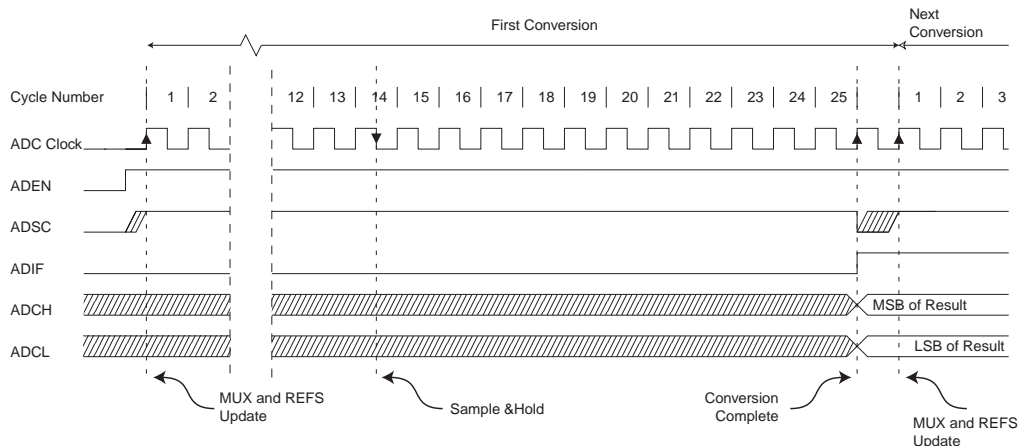 First Conversion
Next
Conversion
Cycle Number 1 2 12 13 14 15 16 17 18 19 20 21 22 23 24 25 1 2 3
ADC Clock
ADEN
ADSC
ADIF
ADCH MSB of Result
ADCL LSB of Result
MUX and REFS
Update
Sample &Hold
Conversion
Complete
MUX and REFS
Update